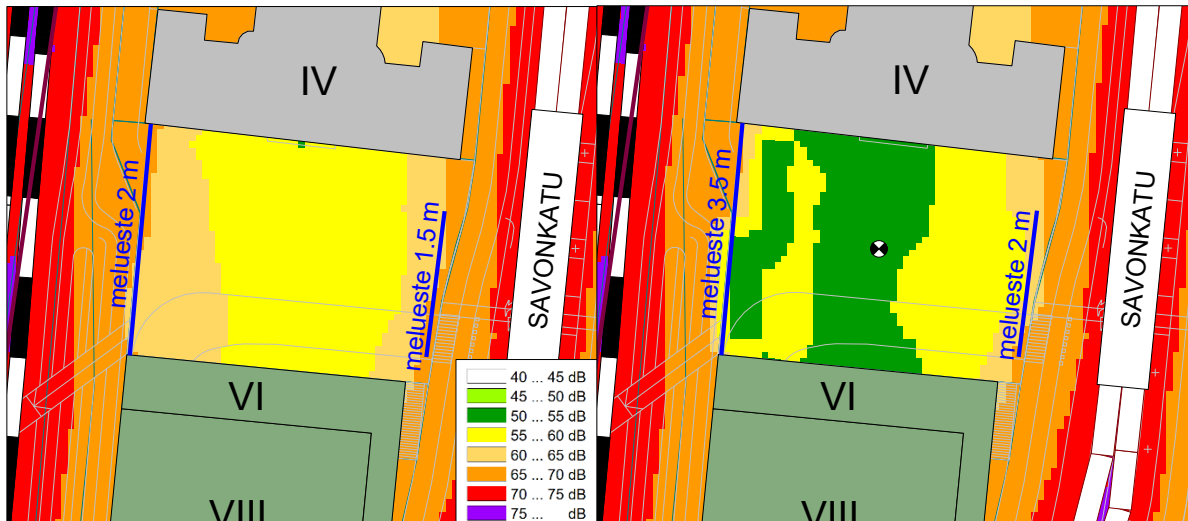 IV
melueste 2 m
melueste 1.5 m
SAVONKATU
VI
VIII
40 ... 45 dB
45 ... 50 dB
50 ... 55 dB
55 ... 60 dB
60 ... 65 dB
65 ... 70 dB
70 ... 75 dB
75 ... dB
IV
melueste 3.5 m
melueste 2 m
SAVONKATU
VI
VIII